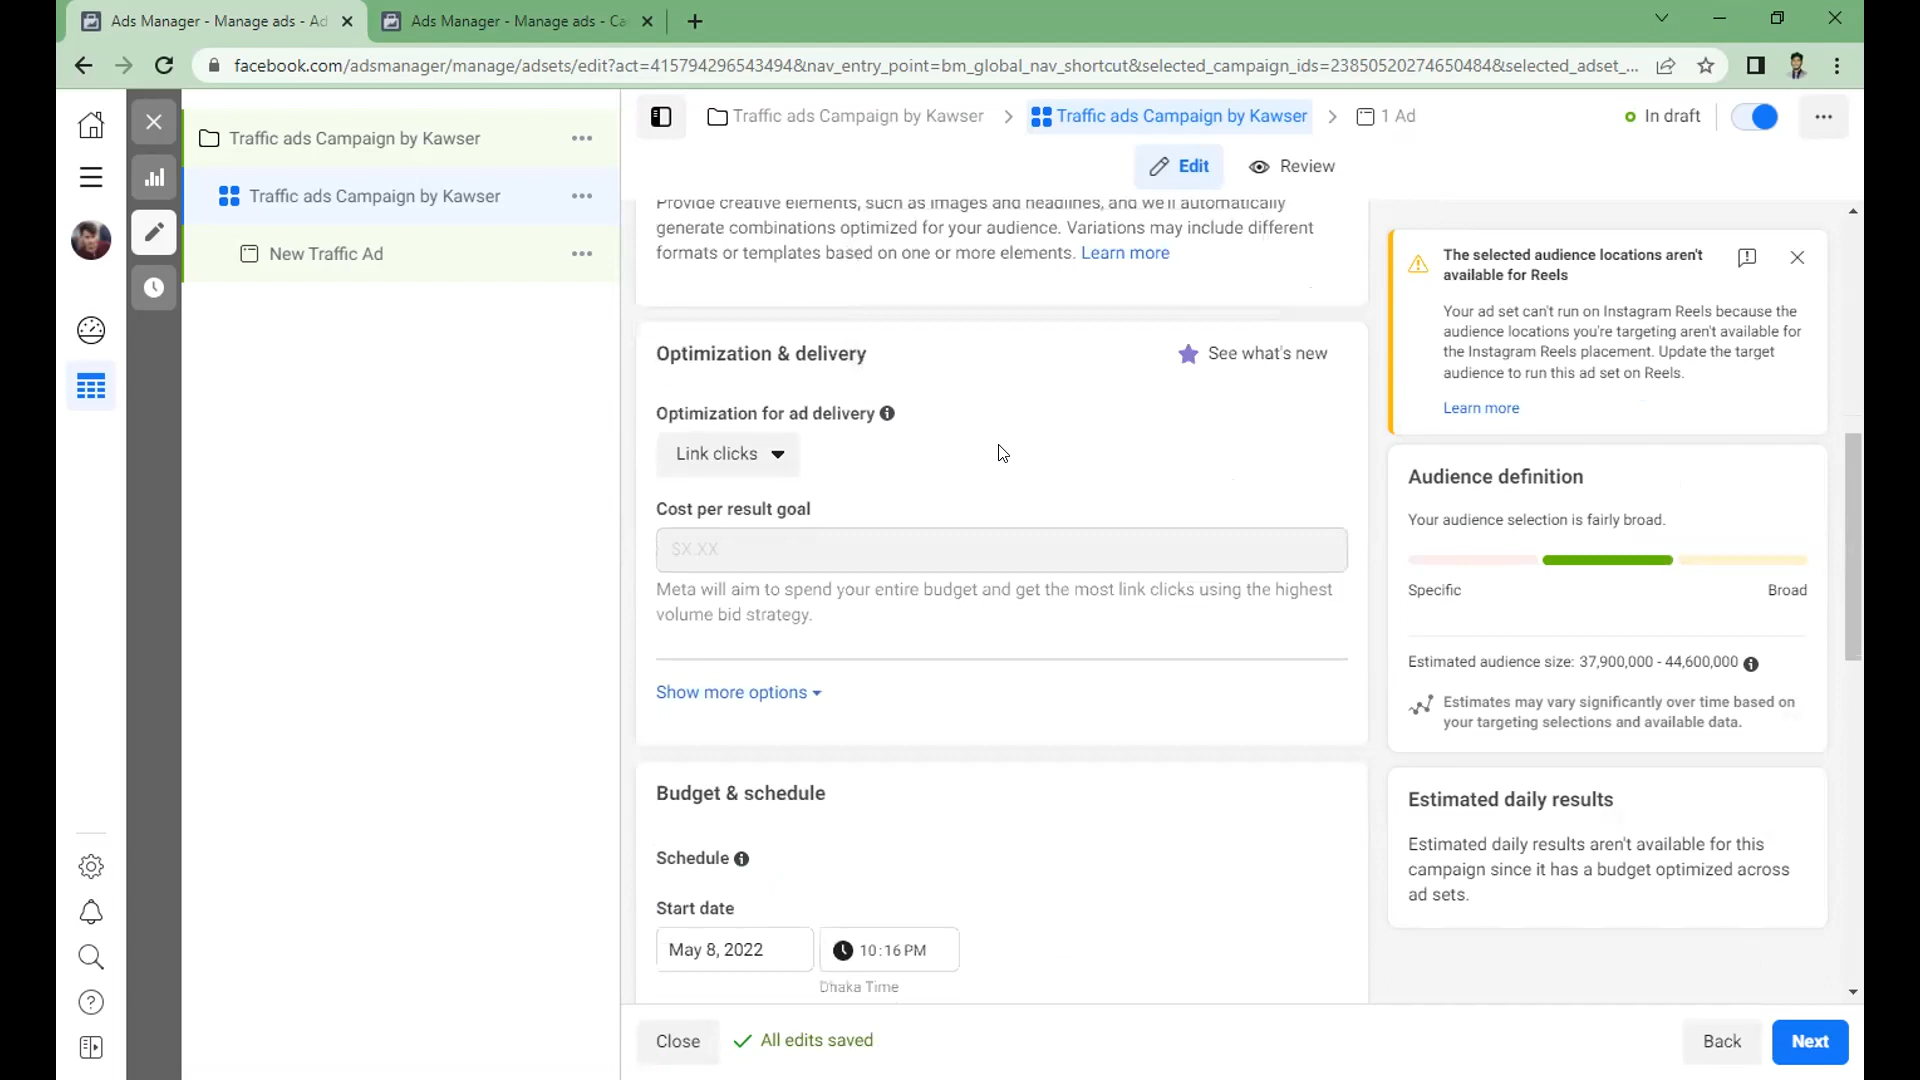 Ads Manager - Manage ads - Ad
Ads Manager - Manage ads - Ca
facebook.com/adsmanager/manage/adsets/edit?act=415794296543494&nav_entry_point=bm_global_nav_shortcut&selected_campaign_ids=23850520274650484&selected_adset_...
Traffic ads Campaign by Kawser
Traffic ads Campaign by Kawser
New Traffic Ad
Traffic ads Campaign by Kawser
Traffic ads Campaign by Kawser
1 Ad
In draft
Edit
Review
Provide creative elements, such as images and headlines, and we'll automatically
generate combinations optimized for your audience. Variations may include different
formats or templates based on one or more elements. Learn more
Optimization & delivery
See what's new
Optimization for ad delivery
Link clicks
Cost per result goal
$X.XX
Meta will aim to spend your entire budget and get the most link clicks using the highest
volume bid strategy.
Show more options
Budget & schedule
Schedule
Start date
May 8, 2022
10:16 PM
Dhaka Time
The selected audience locations aren't
available for Reels
Your ad set can't run on Instagram Reels because the
audience locations you're targeting aren't available for
the Instagram Reels placement. Update the target
audience to run this ad set on Reels.
Learn more
Audience definition
Your audience selection is fairly broad.
Specific
Broad
Estimated audience size: 37,900,000 - 44,600,000
Estimates may vary significantly over time based on
your targeting selections and available data.
Estimated daily results
Estimated daily results aren't available for this
campaign since it has a budget optimized across
ad sets.
Close
All edits saved
Back
Next